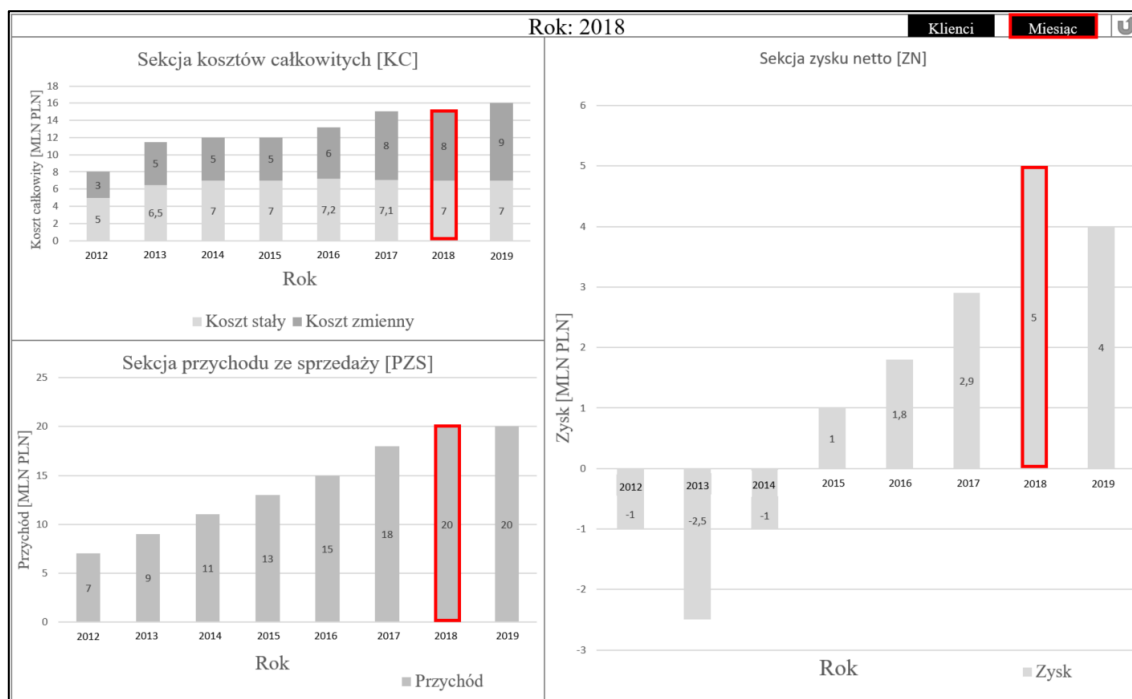 Rok: 2018
Klienci
Miesiąc
Sekcja kosztów całkowitych [KC]
Koszt całkowity [MLN PLN]
18
16
14
12
10
8
6
4
2
0
3 5 5 5 6 8 8 9
5 6,5 7 7 7,2 7,1 7 7
2012 2013 2014 2015 2016 2017 2018 2019
Rok
Koszt stały Koszt zmienny
Sekcja przychodu ze sprzedaży [PZS]
Przychód [MLN PLN]
25
20
15
10
5
0
7 9 11 13 15 18 20 20
2012 2013 2014 2015 2016 2017 2018 2019
Rok
Przychód
Sekcja zysku netto [ZN]
Zysk [MLN PLN]
6
5
4
3
2
1
0
-1
-2
-3
2012 2013 2014 2015 2016 2017 2018 2019
-1 -2,5 -1 1 1,8 2,9 5 4
Rok
Zysk